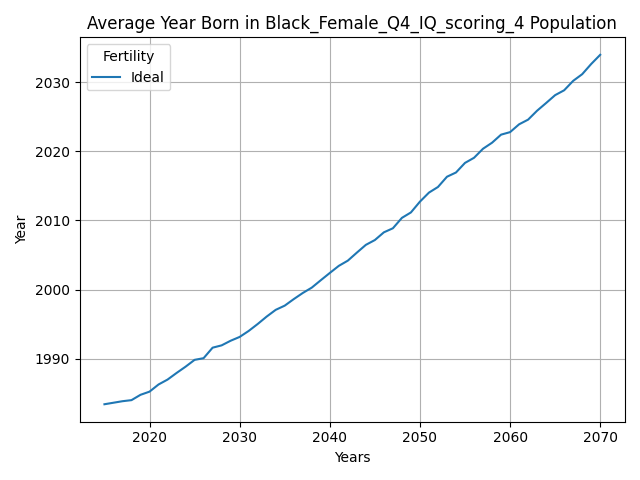 Average Year Born in Black_Female_Q4_IQ_scoring_4 Population
Fertility
Ideal
2030
2020
2010
2000
1990
Year
2020 2030 2040 2050 2060 2070
Years